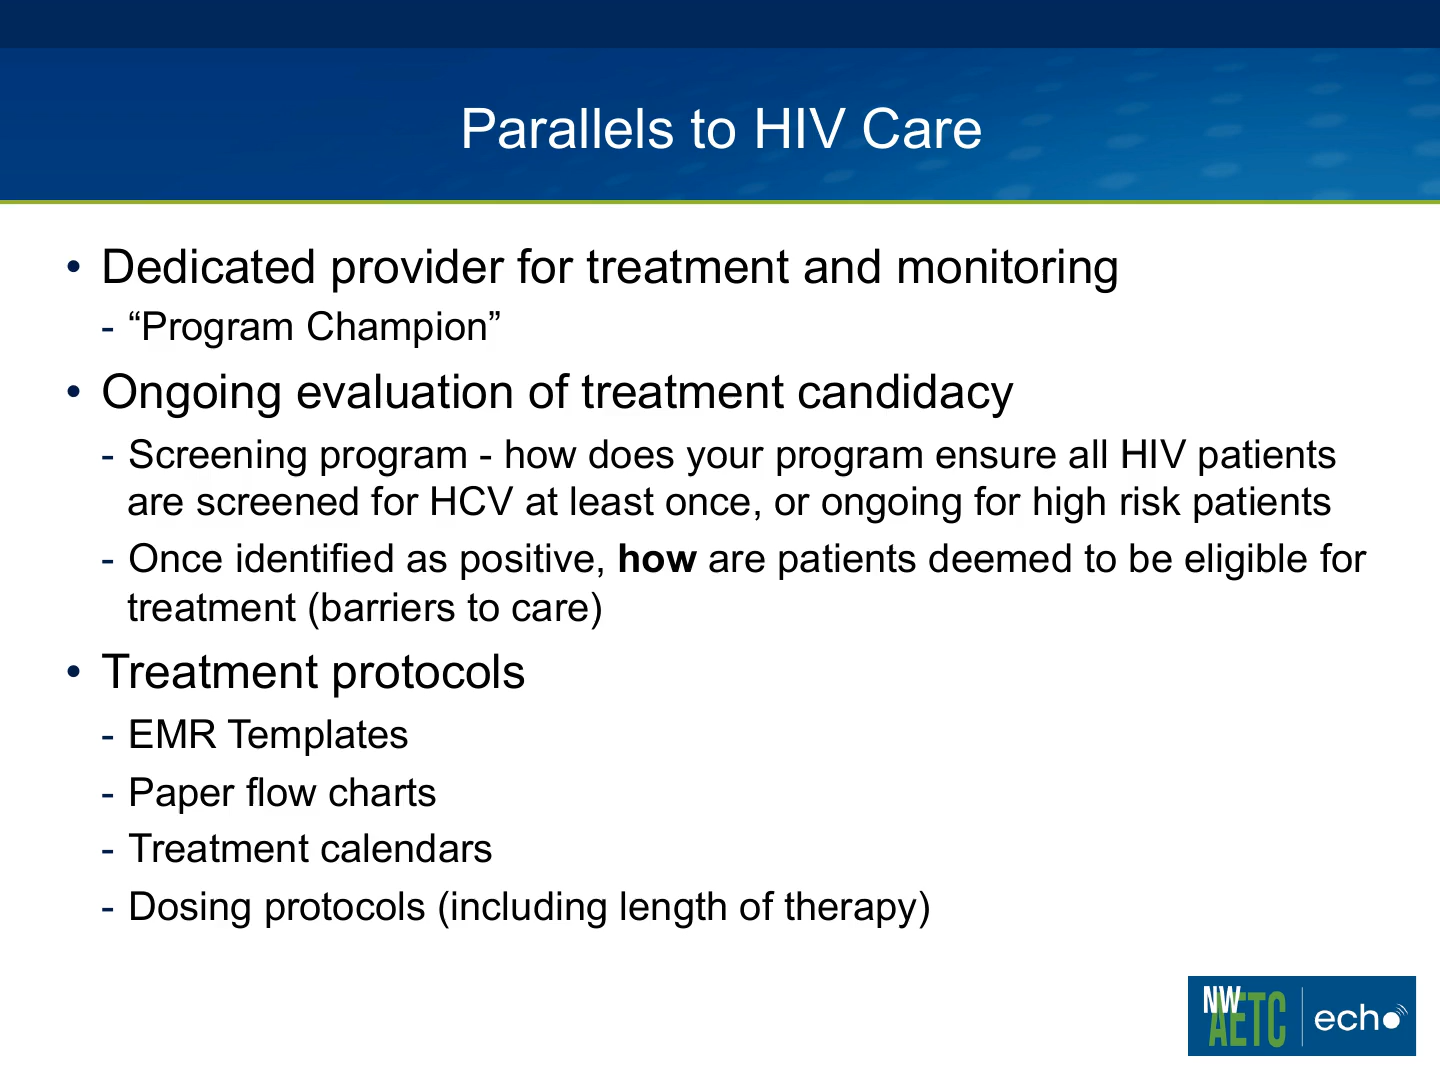 Parallels to HIV Care
• Dedicated provider for treatment and monitoring
- “Program Champion”
• Ongoing evaluation of treatment candidacy
- Screening program - how does your program ensure all HIV patients
are screened for HCV at least once, or ongoing for high risk patients
- Once identified as positive, how are patients deemed to be eligible for
treatment (barriers to care)
• Treatment protocols
- EMR Templates
- Paper flow charts
- Treatment calendars
- Dosing protocols (including length of therapy)
NW
AETC
echo